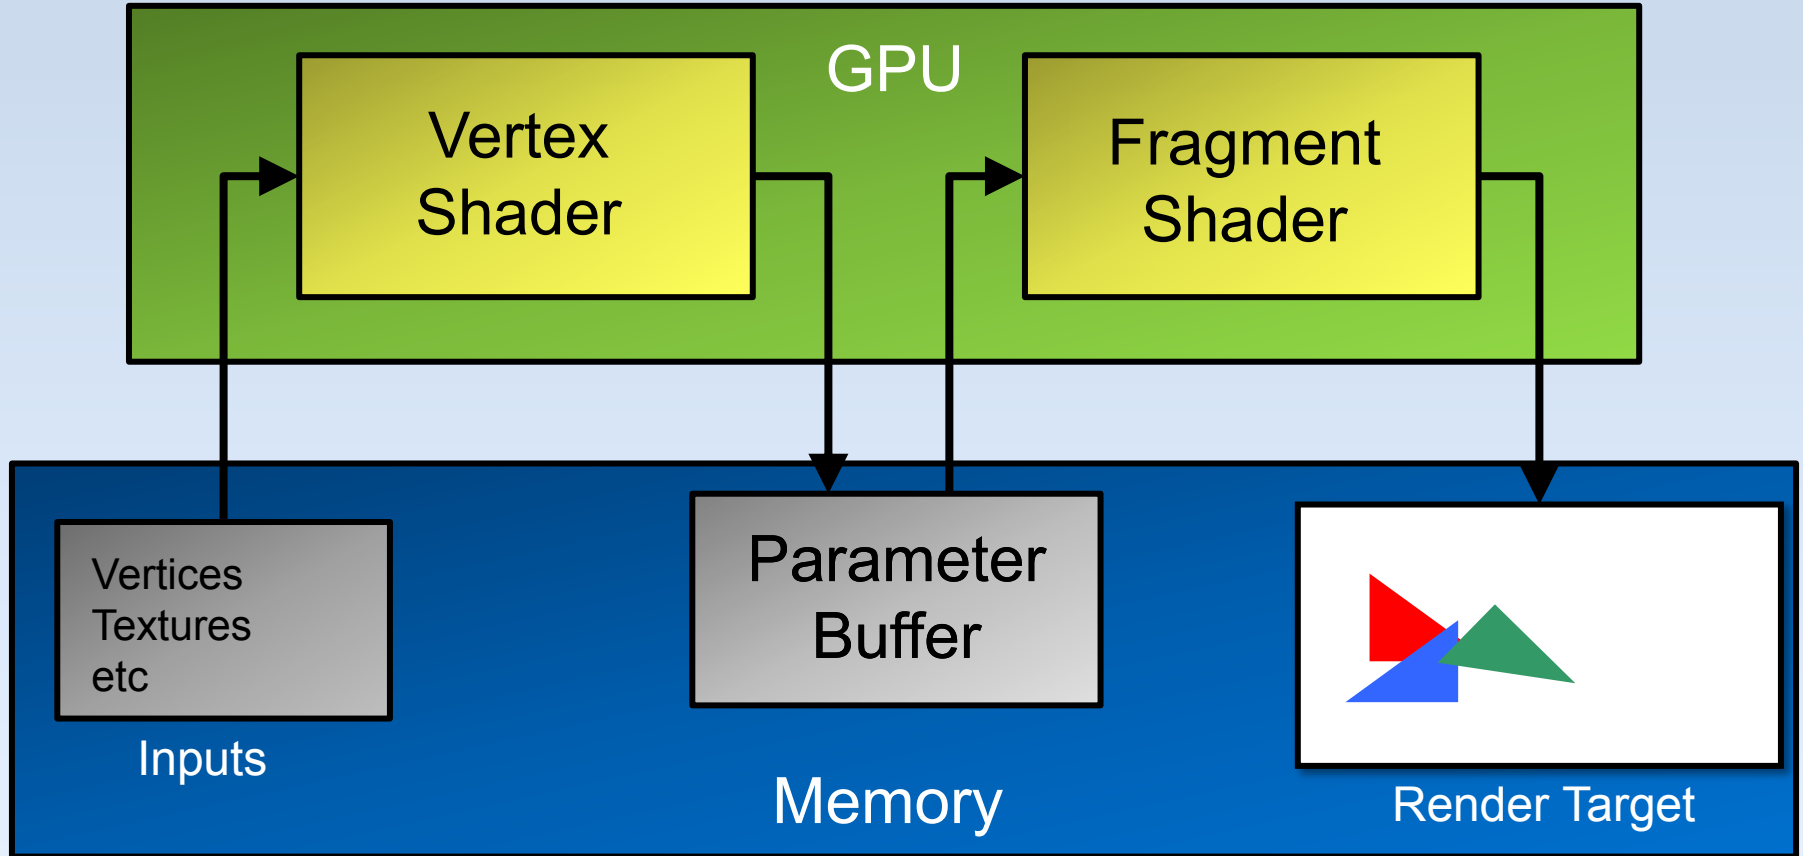 GPU
Vertex
Shader
Fragment
Shader
Vertices
Textures
etc
Inputs
Parameter
Buffer
Memory
Render Target